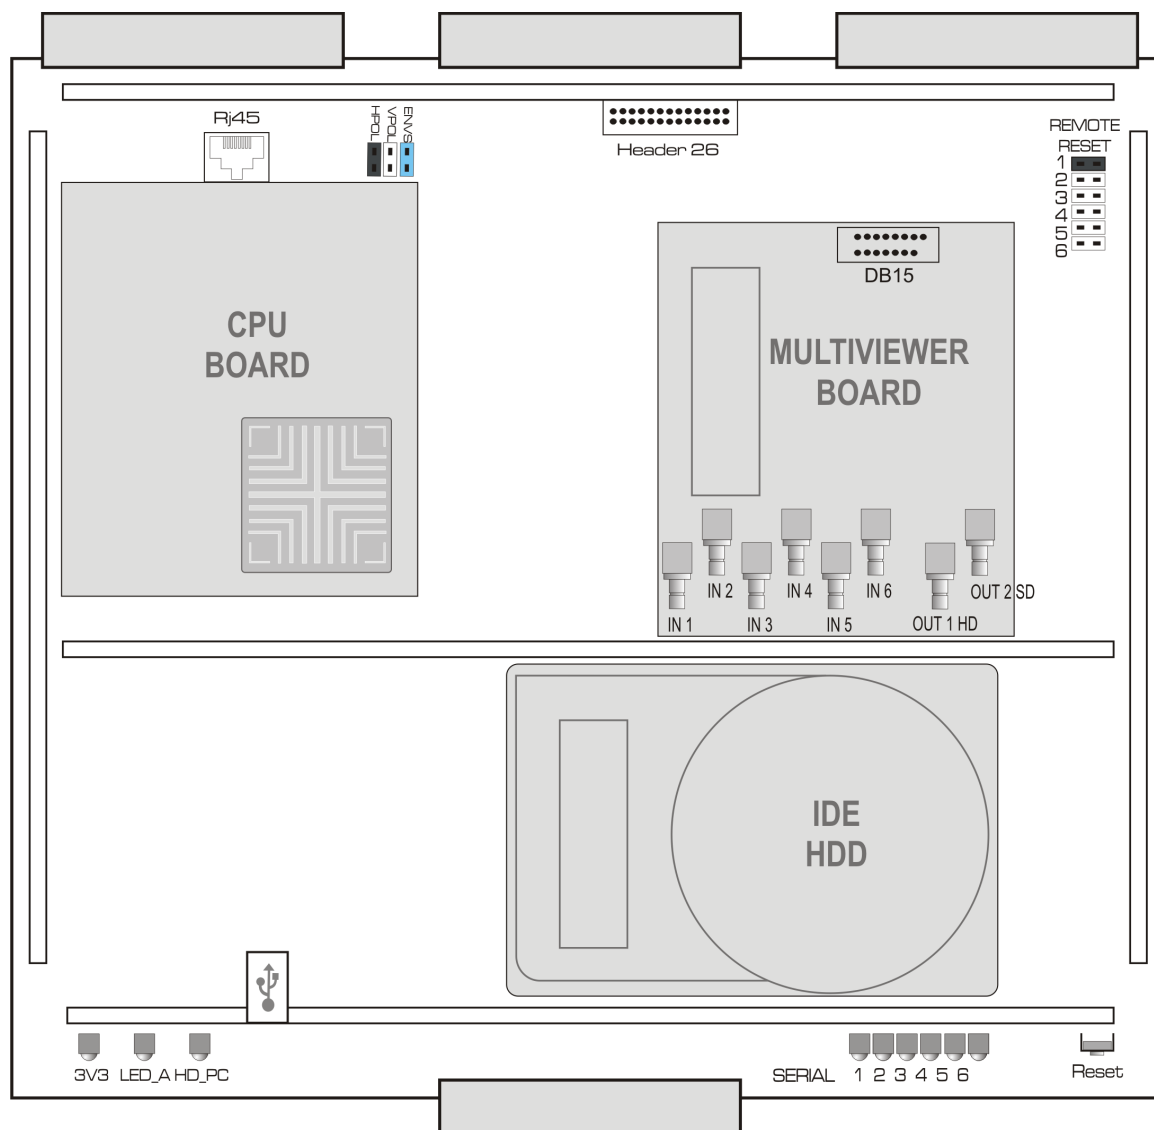 Rj45
HPOL
VPOL
ENVS
Header 26
REMOTE
RESET
1
2
3
4
5
6
DB15
CPU
BOARD
MULTIVIEWER
BOARD
IN 2
IN 4
IN 6
OUT 2 SD
IN 1
IN 3
IN 5
OUT 1 HD
IDE
HDD
3V3
LED_A
HD_PC
SERIAL 1 2 3 4 5 6
Reset